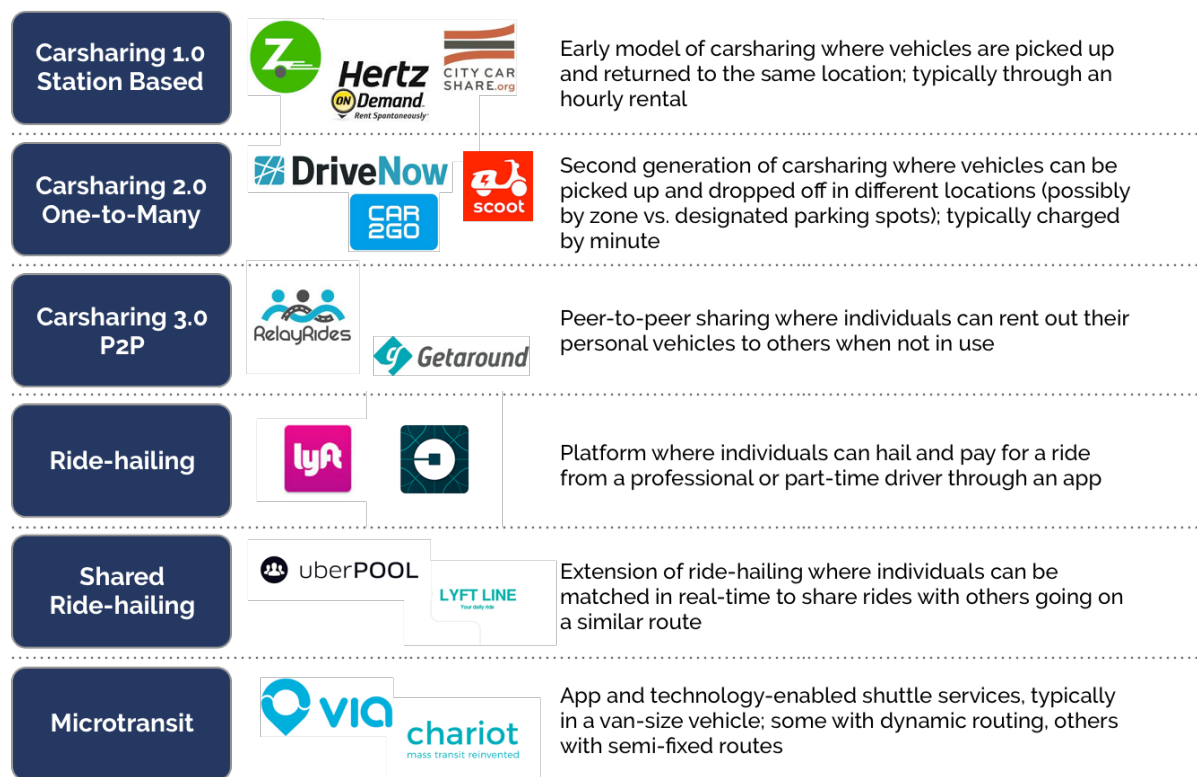 Carsharing 1.0
Station Based
Z
Hertz
ON Demand
Rent Spontaneously
CITY CAR
SHARE.org
Early model of carsharing where vehicles are picked up
and returned to the same location; typically through an
hourly rental
Carsharing 2.0
One-to-Many
DriveNow
CAR
2GO
scoot
Second generation of carsharing where vehicles can be
picked up and dropped off in different locations (possibly
by zone vs. designated parking spots); typically charged
by minute
Carsharing 3.0
P2P
RelayRides
g Getaround
Peer-to-peer sharing where individuals can rent out their
personal vehicles to others when not in use
Ride-hailing
lyft
Platform where individuals can hail and pay for a ride
from a professional or part-time driver through an app
Shared
Ride-hailing
uberPOOL
LYFT LINE
Your daily ride
Extension of ride-hailing where individuals can be
matched in real-time to share rides with others going on
a similar route
Microtransit
via
chariot
mass transit reinvented
App and technology-enabled shuttle services, typically
in a van-size vehicle; some with dynamic routing, others
with semi-fixed routes